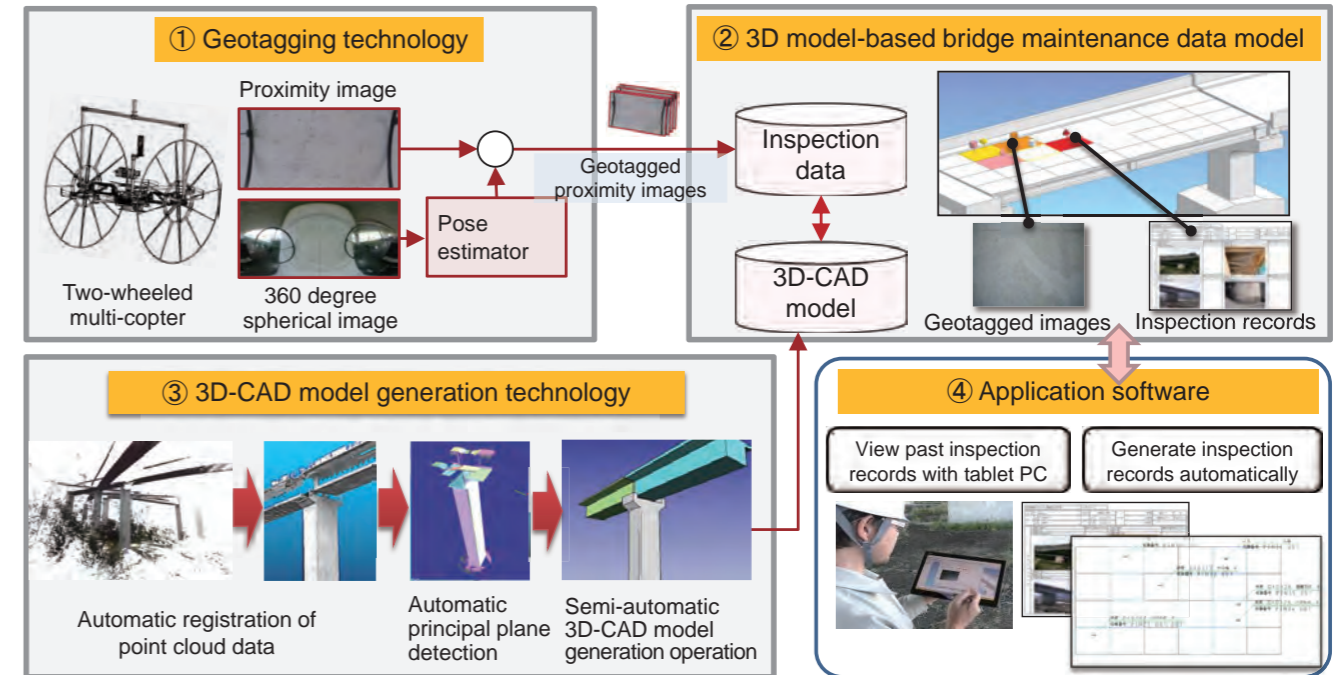 ① Geotagging technology
Proximity image
Two-wheeled
multi-copter
360 degree
spherical image
Pose
estimator
Geotagged
proximity images
② 3D model-based bridge maintenance data model
Inspection
data
3D-CAD
model
Geotagged images
Inspection records
③ 3D-CAD model generation technology
Automatic registration of
point cloud data
Automatic
principal plane
detection
Semi-automatic
3D-CAD model
generation operation
④ Application software
View past inspection
records with tablet PC
Generate inspection
records automatically